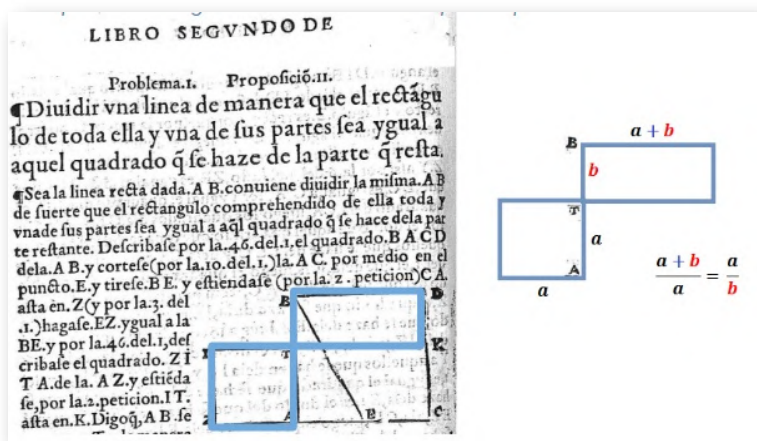 LIBRO SEGVNDO DE
Problema.1. Propoſició.11.
¶Diuidir vna linea de manera que el rectágu
lo de toda ella y vna de ſus partes ſea ygual a
aquel quadrado q̃ ſe haze de la parte q̃ reſta.
¶Sea la linea recta dada. A B. conuiene diuidir la miſma. A B
de ſuerte que el rectangulo comprehendido de ella toda y
vna de ſus partes ſea ygual a aq̃l quadrado q̃ ſe hace dela par
te reſtante. Deſcribaſe por la.46.del.1,el quadrado. B A C D
dela. A B. y corteſe (por la.10.del.1.)la. A C. por medio en el
puncto. E. y tireſe. B E. y eſtiendaſe (por la. 2. peticion) C A.
aſta en. Z (y por la.3. del
.1.) hagaſe. EZ. ygual a la
BE. y por la.46.del.1, deſ
cribaſe el quadrado. Z I
T A. de la. A Z. y eſtiéda
ſe, por la.2.peticion. I T.
aſta en. K. Digo q̃, A B. ſe
B
D
T
K
Z
A
E
C
a + b
B
b
T
a
A
a
a + b
a
=
a
b